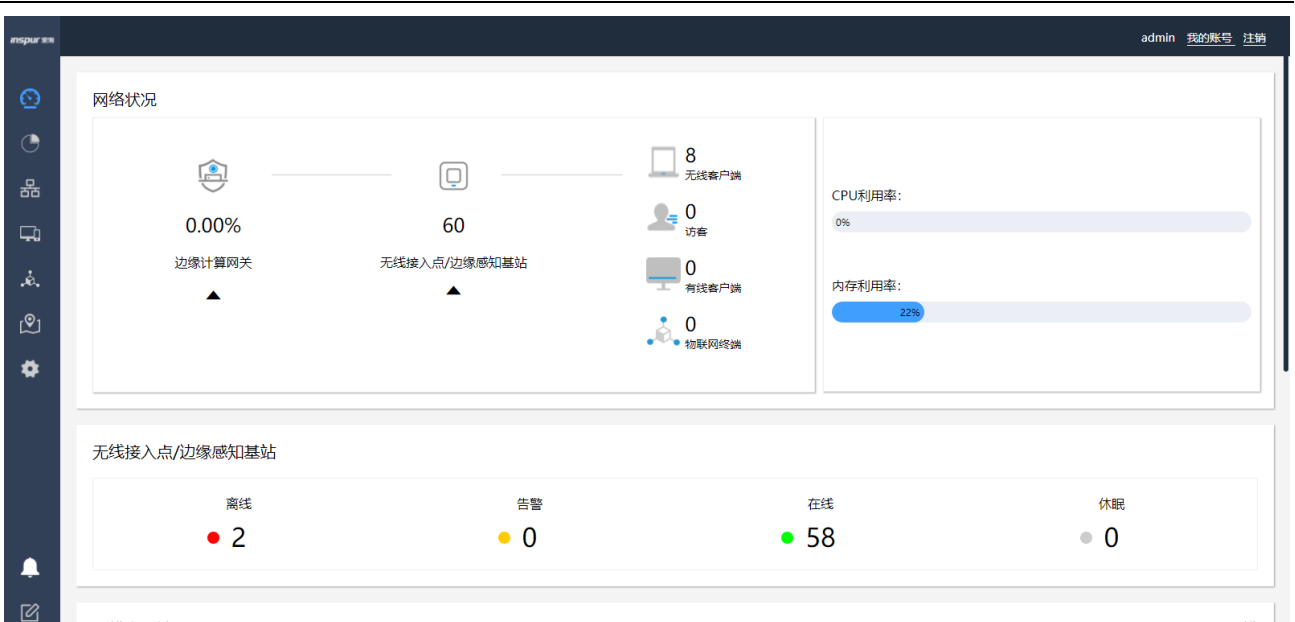 inspur 浪潮
admin 我的账号 注销
网络状况
0.00%
边缘计算网关
60
无线接入点/边缘感知基站
8
无线客户端
0
访客
0
有线客户端
0
物联网终端
CPU利用率:
0%
内存利用率:
22%
无线接入点/边缘感知基站
离线
2
告警
0
在线
58
休眠
0